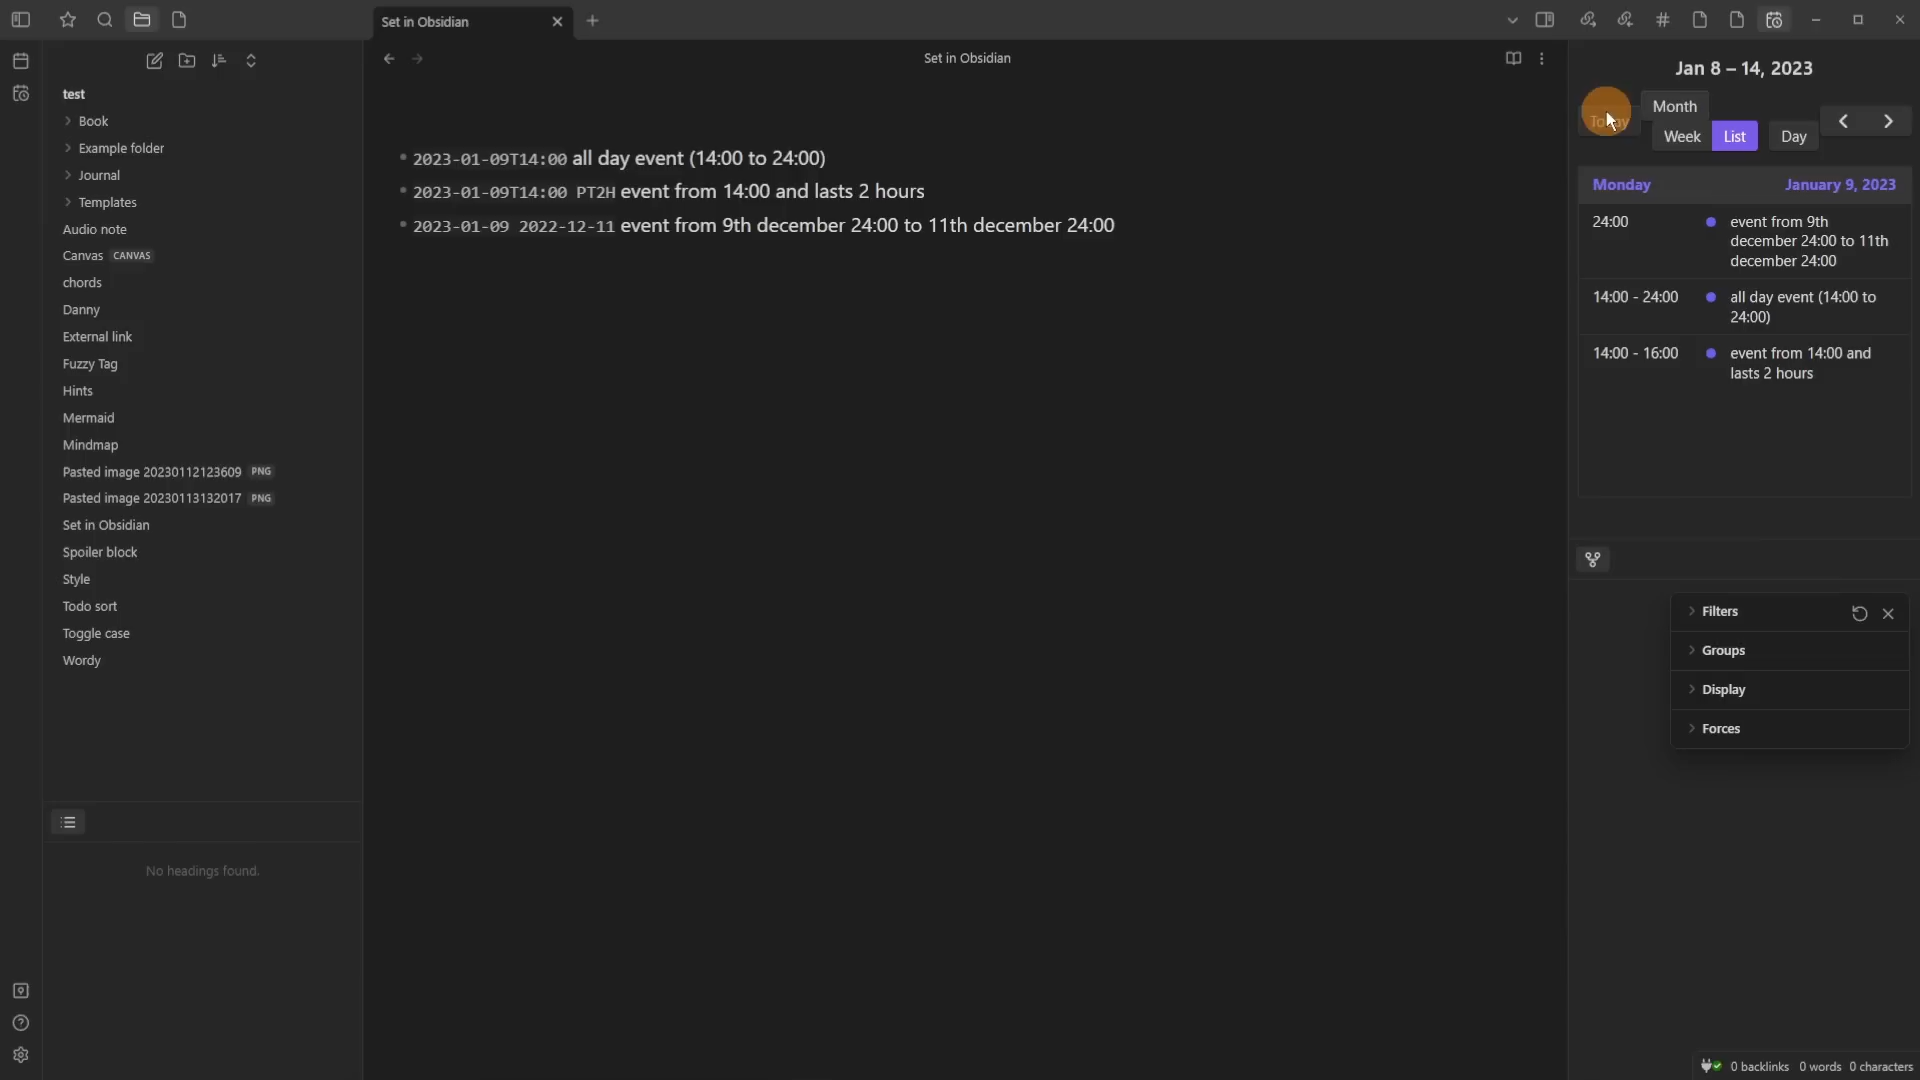 Set in Obsidian
Set in Obsidian
test
Book
Example folder
Journal
Templates
Audio note
Canvas CANVAS
chords
Danny
External link
Fuzzy Tag
Hints
Mermaid
Mindmap
Pasted image 20230112123609 PNG
Pasted image 20230113132017 PNG
Set in Obsidian
Spoiler block
Style
Todo sort
Toggle case
Wordy
No headings found.
2023-01-09T14:00 all day event (14:00 to 24:00)
2023-01-09T14:00 PT2H event from 14:00 and lasts 2 hours
2023-01-09 2022-12-11 event from 9th december 24:00 to 11th december 24:00
Jan 8 – 14, 2023
Today
Month
Week List Day
Monday January 9, 2023
24:00 event from 9th
december 24:00 to 11th
december 24:00
14:00 - 24:00 all day event (14:00 to
24:00)
14:00 - 16:00 event from 14:00 and
lasts 2 hours
Filters
Groups
Display
Forces
0 backlinks 0 words 0 characters